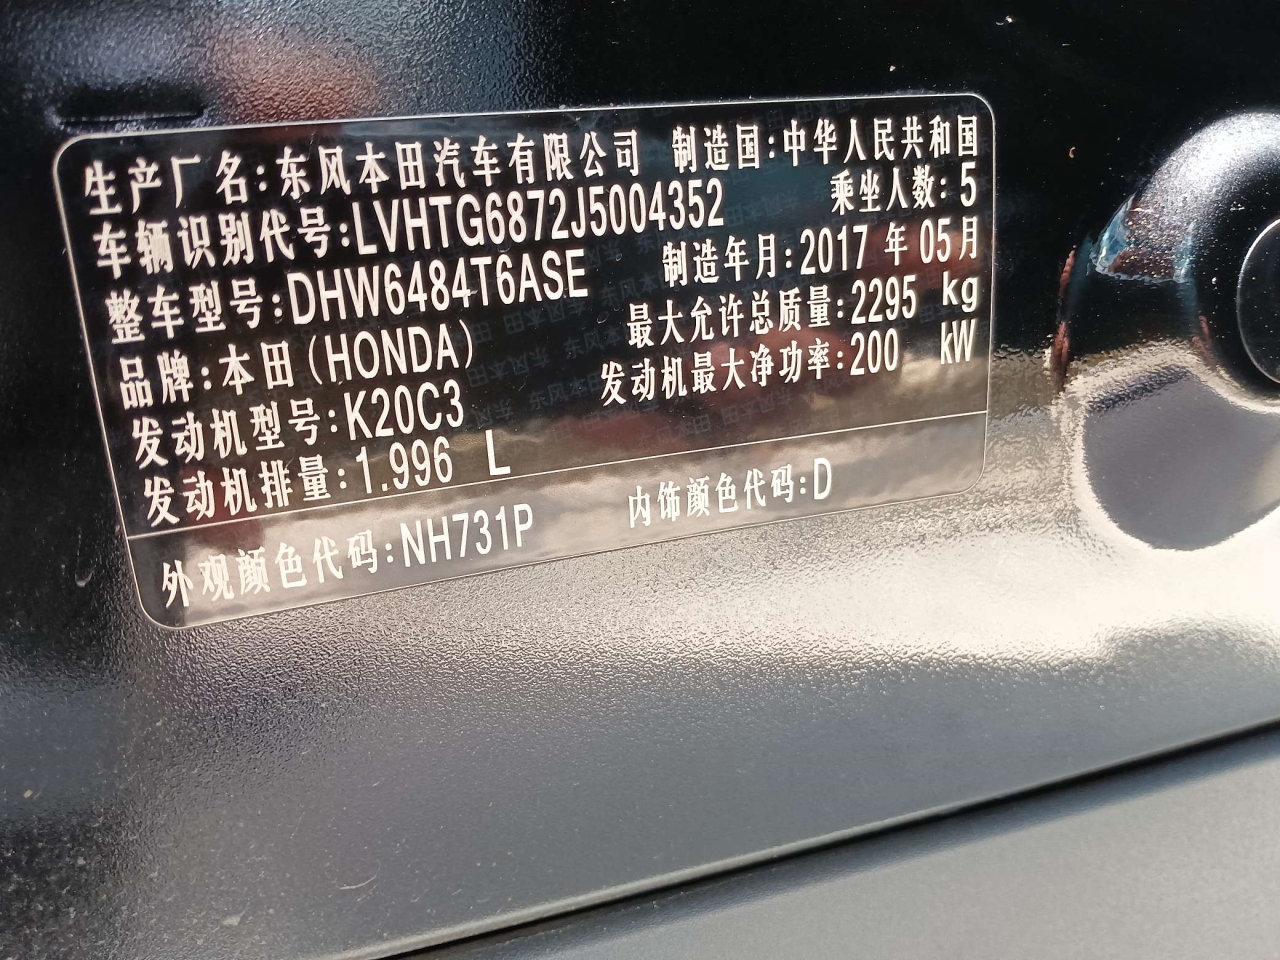 生产厂名:东风本田汽车有限公司 制造国:中华人民共和国
车辆识别代号:LVHTG6872J5004352 乘坐人数:5
整车型号:DHW6484T6ASE 制造年月:2017 年 05月
品牌:本田(HONDA) 最大允许总质量:2295 kg
发动机型号:K20C3 发动机最大净功率:200 kW
发动机排量:1.996 L
外观颜色代码:NH731P 内饰颜色代码:D